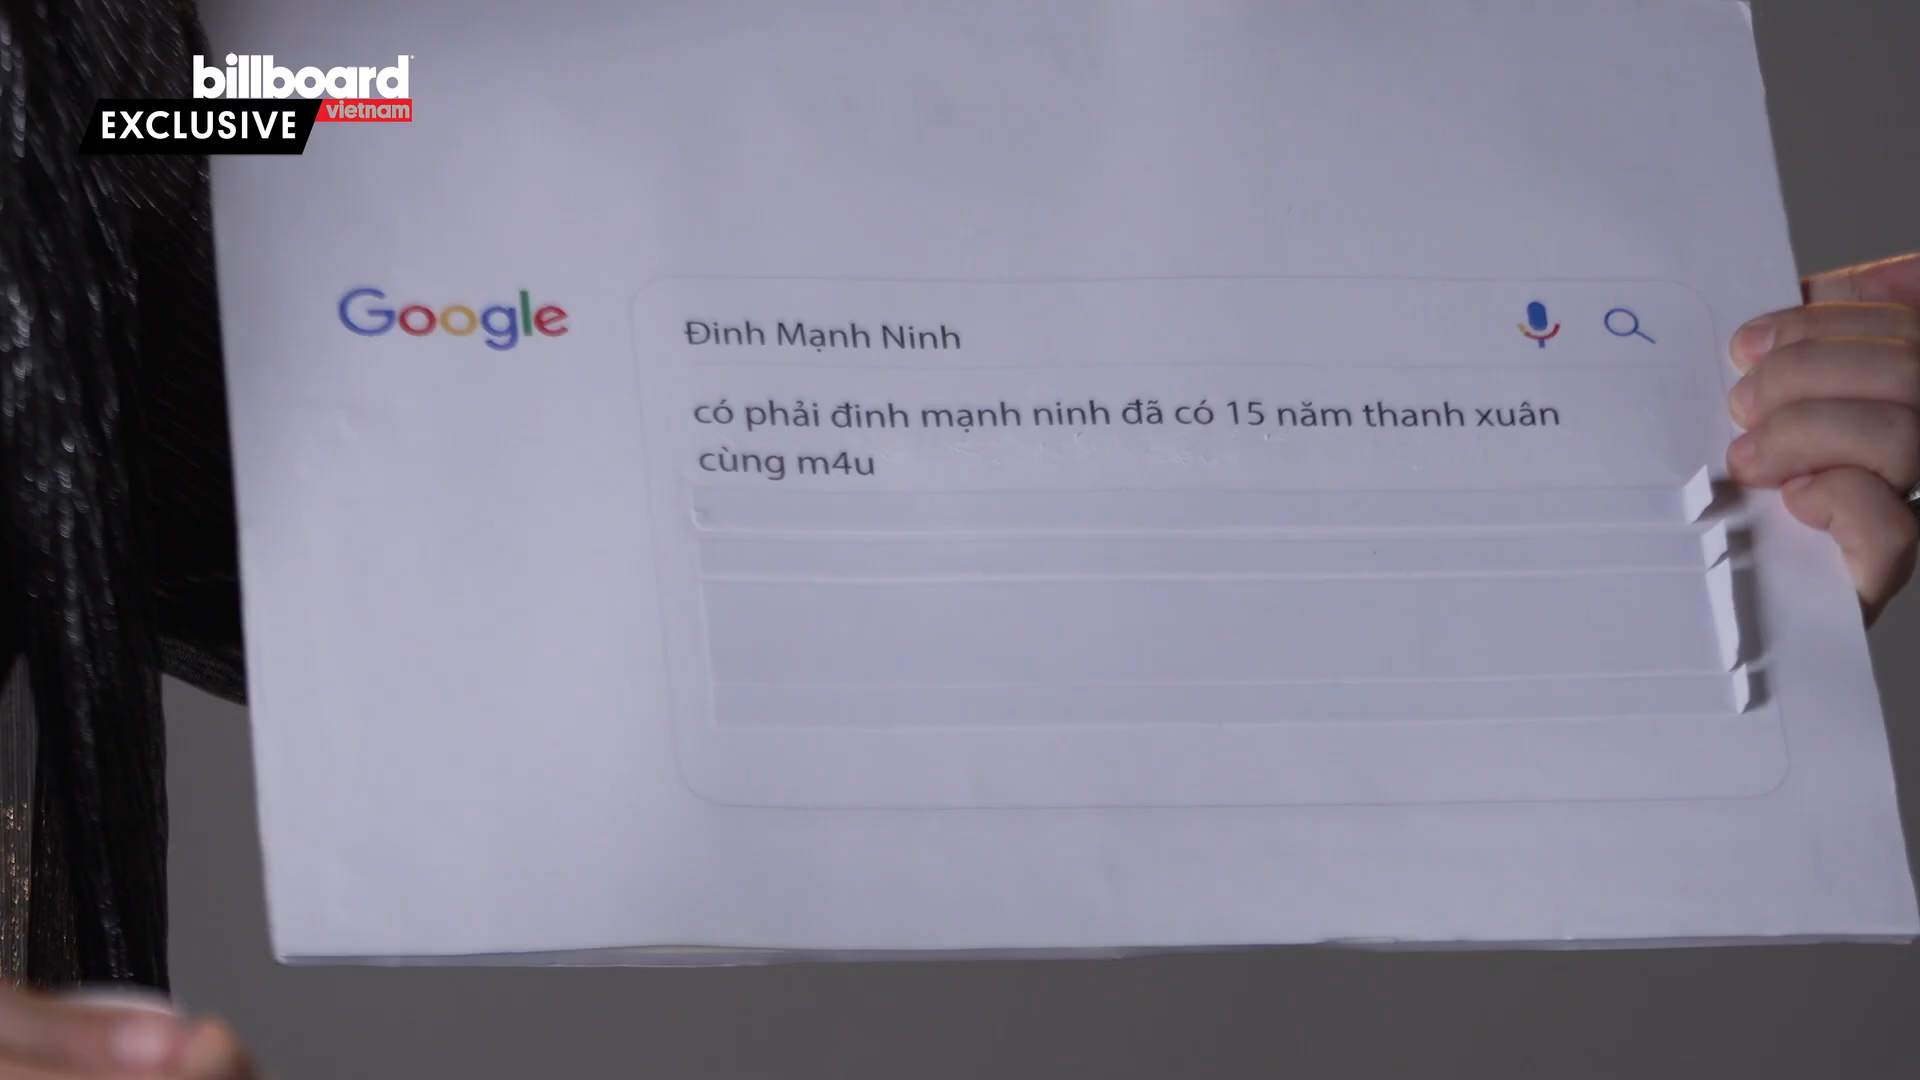 billboard
vietnam
EXCLUSIVE
Google
Đinh Mạnh Ninh
có phải đinh mạnh ninh đã có 15 năm thanh xuân
cùng m4u